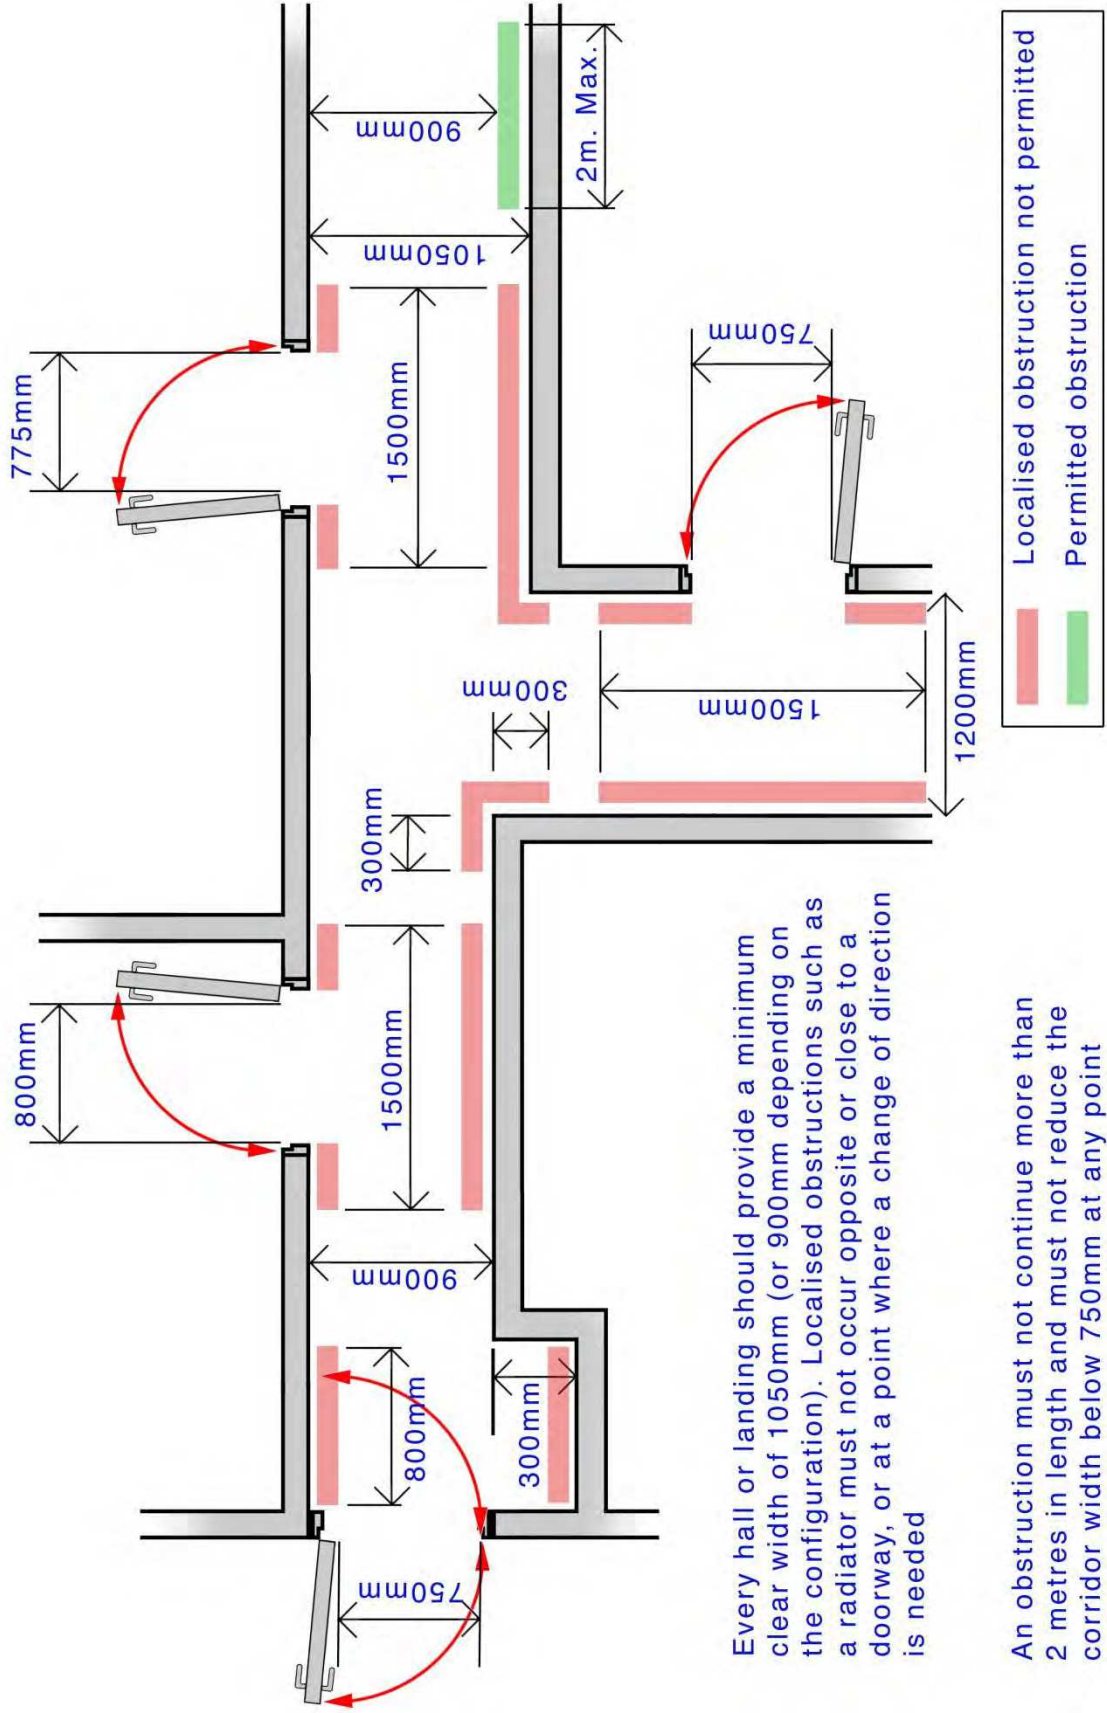 775mm
800mm
900mm
2m. Max.
1050mm
1500mm
1500mm
750mm
300mm
300mm
1500mm
1200mm
900mm
800mm
300mm
750mm
Every hall or landing should provide a minimum
clear width of 1050mm (or 900mm depending on
the configuration). Localised obstructions such as
a radiator must not occur opposite or close to a
doorway, or at a point where a change of direction
is needed
An obstruction must not continue more than
2 metres in length and must not reduce the
corridor width below 750mm at any point
Localised obstruction not permitted
Permitted obstruction